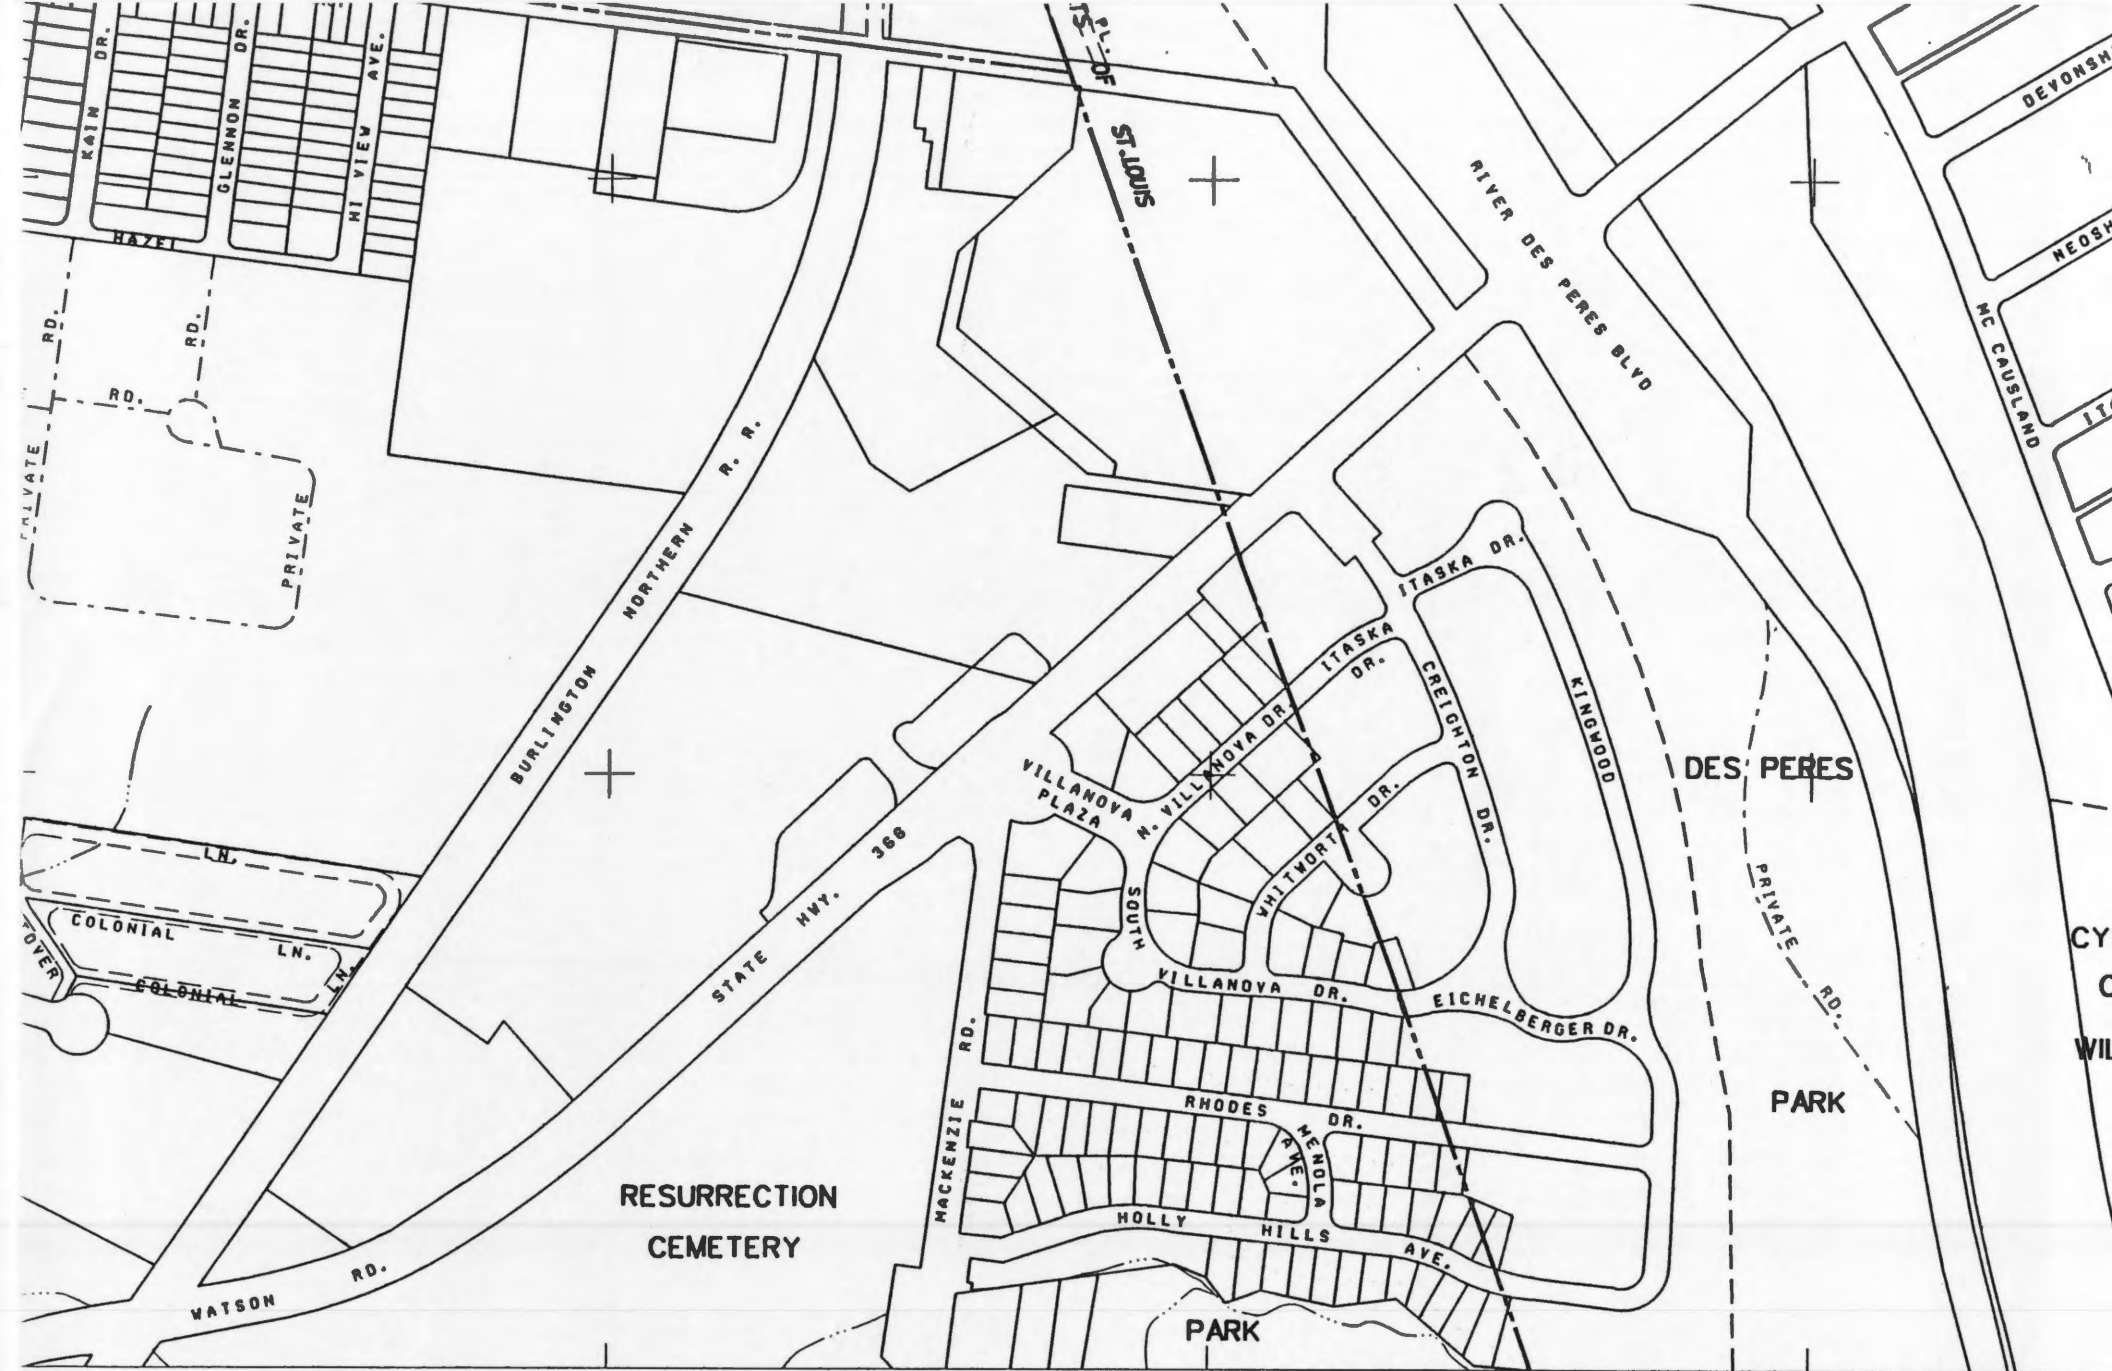 KAIN DR.
GLENNON DR.
HI VIEW AVE.
HAZEL
PL. OF
ST. LOUIS
DEVONSH
NEOSH
RIVER DES PERES BLVD
MC CAUSLAND
ITA
RD.
RD.
RD.
PRIVATE
PRIVATE
BURLINGTON NORTHERN R. R.
ITASKA DR.
ITASKA DR.
CREIGHTON DR.
KINGWOOD
N. VILLANOVA DR.
VILLANOVA
PLAZA
WHITWORTH DR.
DES PERES
PARK
PRIVATE RD.
CY
C
WIL
STATE HWY. 366
LN.
COLONIAL LN.
COLONIAL LN.
OVER
SOUTH
VILLANOVA DR.
EICHELBERGER DR.
MACKENZIE RD.
RHODES DR.
MENOLA
AVE.
HOLLY HILLS AVE.
RESURRECTION
CEMETERY
WATSON RD.
PARK